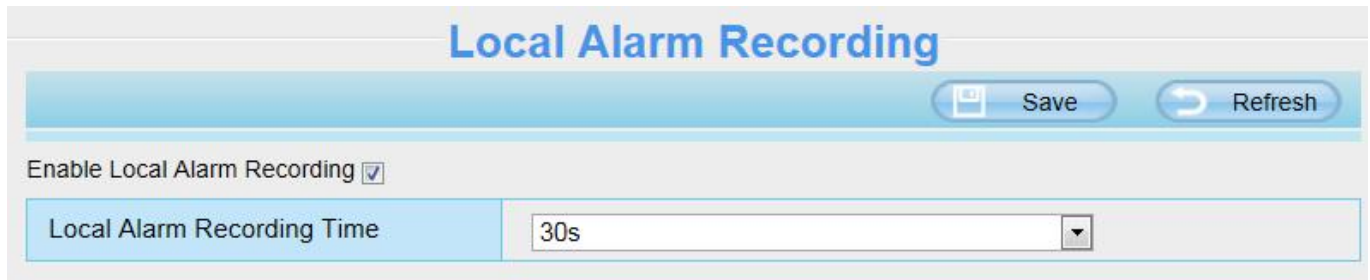 Local Alarm Recording
Save Refresh
Enable Local Alarm Recording
Local Alarm Recording Time 30s